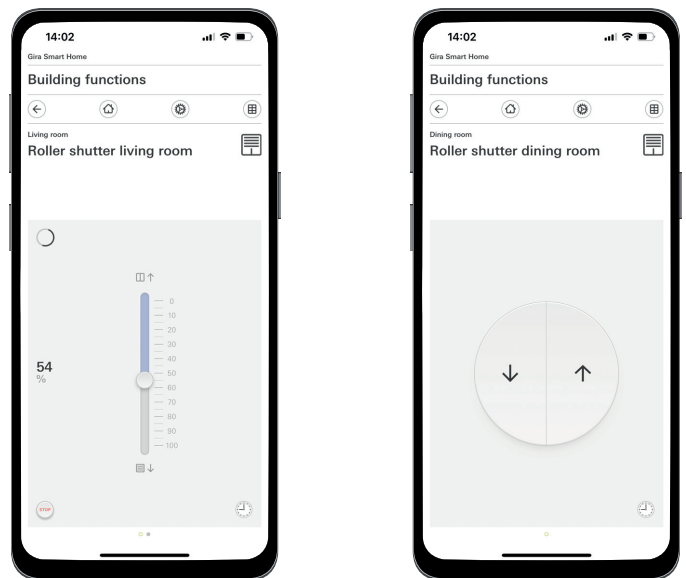 14:02
Gira Smart Home
Building functions
Living room
Roller shutter living room
0
10
20
30
40
50
60
70
80
90
100
54
%
STOP
14:02
Gira Smart Home
Building functions
Dining room
Roller shutter dining room